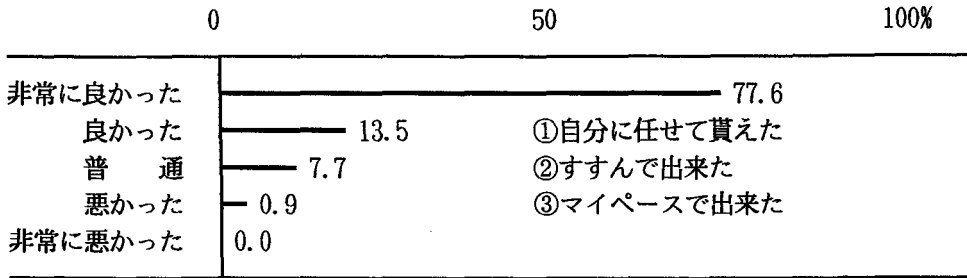 0 50 100%
非常に良かった 77.6
良かった 13.5 ①自分に任せて貰えた
普　通 7.7 ②すすんで出来た
悪かった 0.9 ③マイペースで出来た
非常に悪かった 0.0